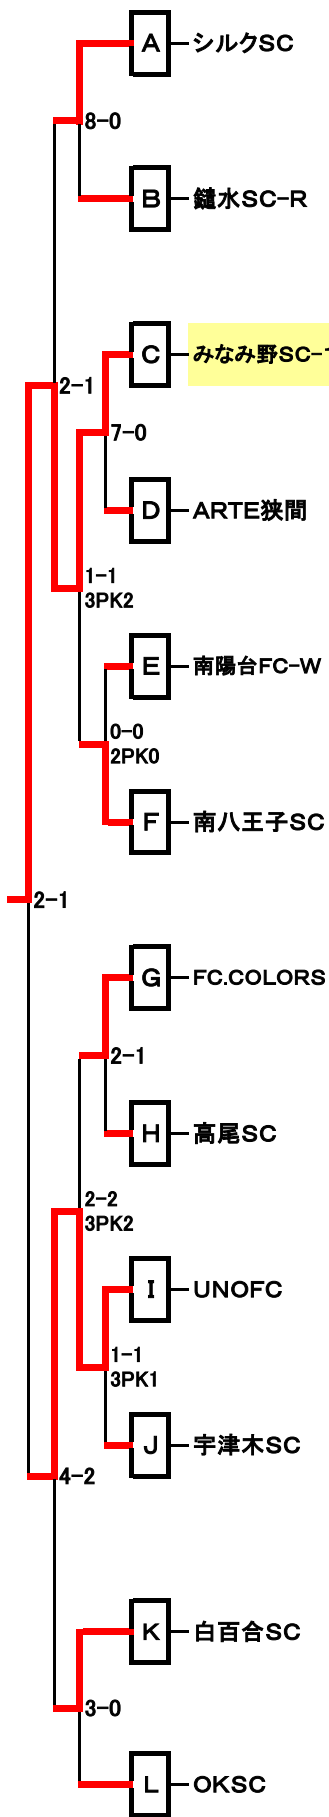 A シルクSC
8-0
B 鑓水SC-R
C みなみ野SC-1
2-1
7-0
D ARTE狭間
1-1
3PK2
E 南陽台FC-W
0-0
2PK0
F 南八王子SC
2-1
G FC.COLORS
2-1
H 高尾SC
2-2
3PK2
I UNOFC
1-1
3PK1
J 宇津木SC
4-2
K 白百合SC
3-0
L OKSC